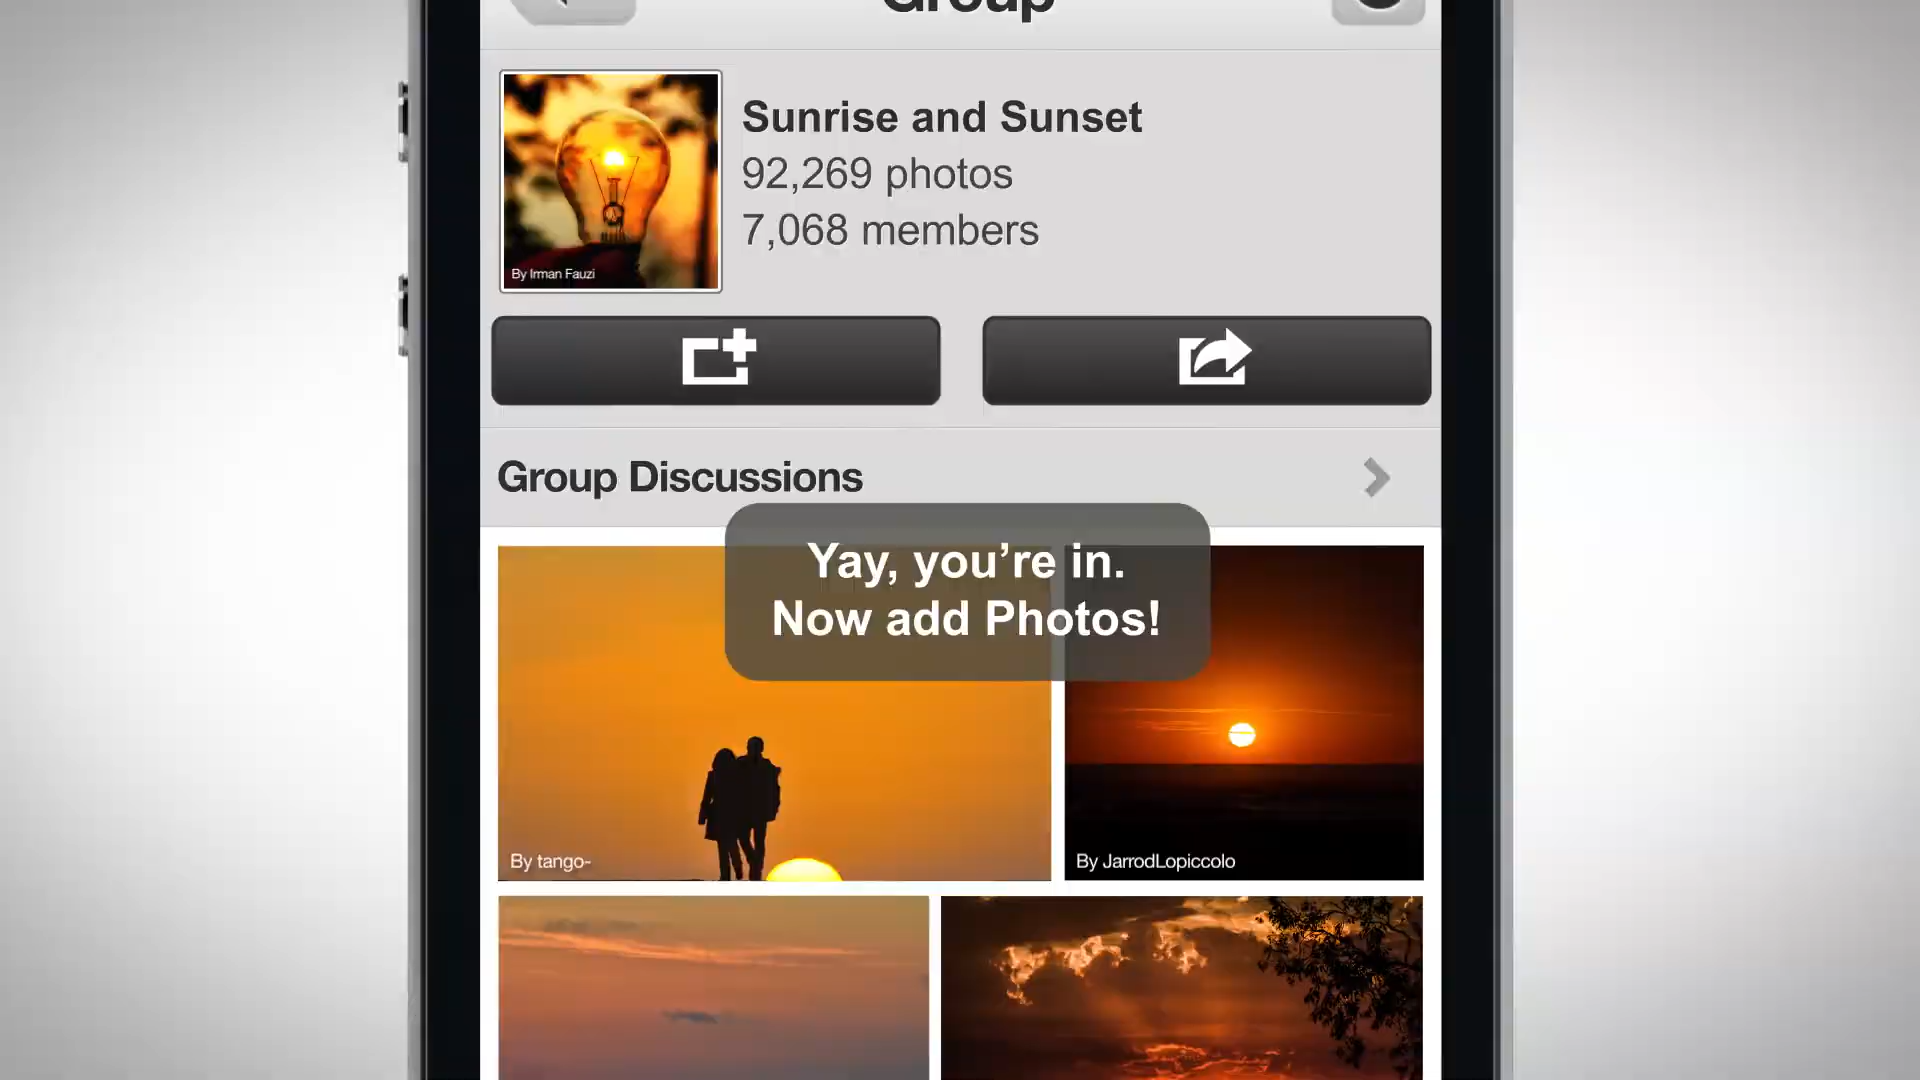 Group
Sunrise and Sunset
92,269 photos
7,068 members
By Irman Fauzi
Group Discussions
Yay, you’re in.
Now add Photos!
By tango-
By JarrodLopiccolo